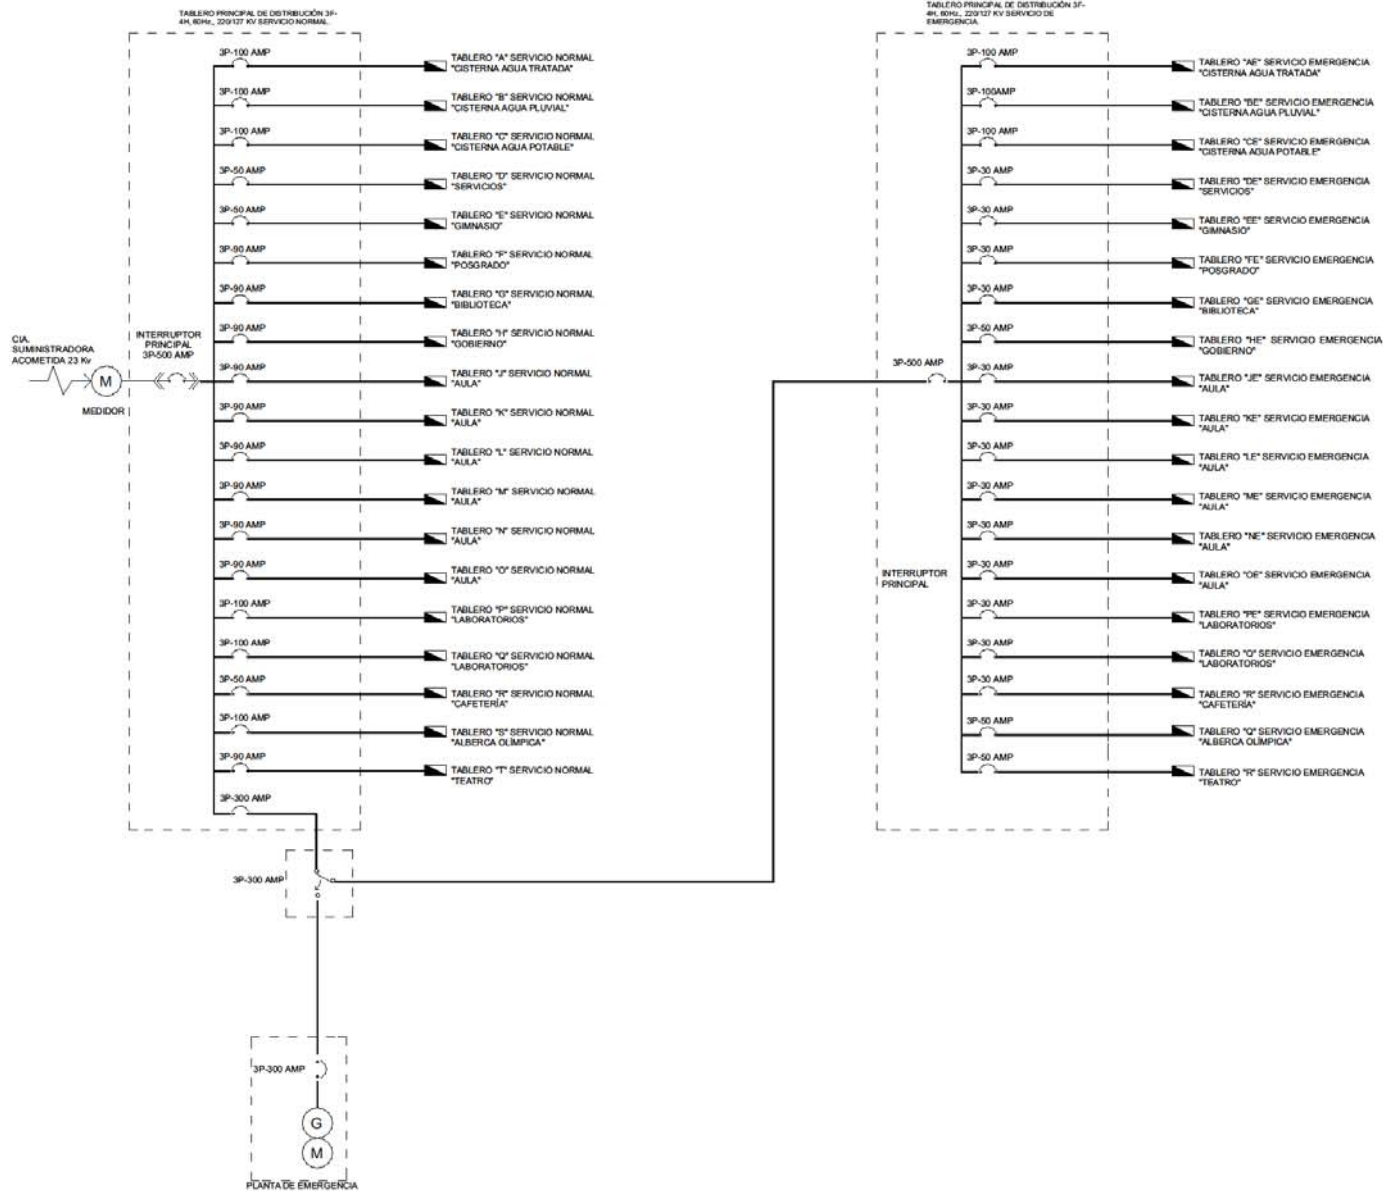 TABLERO PRINCIPAL DE DISTRIBUCIÓN 3F-
4H, 60Hz., 220/127 KV SERVICIO NORMAL.
3P-100 AMP
TABLERO "A" SERVICIO NORMAL
"CISTERNA AGUA TRATADA"
3P-100 AMP
TABLERO "B" SERVICIO NORMAL
"CISTERNA AGUA PLUVIAL"
3P-100 AMP
TABLERO "C" SERVICIO NORMAL
"CISTERNA AGUA POTABLE"
3P-50 AMP
TABLERO "D" SERVICIO NORMAL
"SERVICIOS"
3P-50 AMP
TABLERO "E" SERVICIO NORMAL
"GIMNASIO"
3P-90 AMP
TABLERO "F" SERVICIO NORMAL
"POSGRADO"
3P-90 AMP
TABLERO "G" SERVICIO NORMAL
"BIBLIOTECA"
3P-90 AMP
TABLERO "H" SERVICIO NORMAL
"GOBIERNO"
CIA.
SUMINISTRADORA
ACOMETIDA 23 Kv
M
MEDIDOR
INTERRUPTOR
PRINCIPAL
3P-500 AMP
3P-90 AMP
TABLERO "J" SERVICIO NORMAL
"AULA"
3P-90 AMP
TABLERO "K" SERVICIO NORMAL
"AULA"
3P-90 AMP
TABLERO "L" SERVICIO NORMAL
"AULA"
3P-90 AMP
TABLERO "M" SERVICIO NORMAL
"AULA"
3P-90 AMP
TABLERO "N" SERVICIO NORMAL
"AULA"
3P-90 AMP
TABLERO "O" SERVICIO NORMAL
"AULA"
3P-100 AMP
TABLERO "P" SERVICIO NORMAL
"LABORATORIOS"
3P-100 AMP
TABLERO "Q" SERVICIO NORMAL
"LABORATORIOS"
3P-50 AMP
TABLERO "R" SERVICIO NORMAL
"CAFETERÍA"
3P-100 AMP
TABLERO "S" SERVICIO NORMAL
"ALBERCA OLÍMPICA"
3P-90 AMP
TABLERO "T" SERVICIO NORMAL
"TEATRO"
3P-300 AMP
3P-300 AMP
3P-300 AMP
G
M
PLANTA DE EMERGENCIA
TABLERO PRINCIPAL DE DISTRIBUCIÓN 3F-
4H, 60Hz., 220/127 KV SERVICIO DE
EMERGENCIA.
3P-100 AMP
TABLERO "AE" SERVICIO EMERGENCIA
"CISTERNA AGUA TRATADA"
3P-100AMP
TABLERO "BE" SERVICIO EMERGENCIA
"CISTERNA AGUA PLUVIAL"
3P-100 AMP
TABLERO "CE" SERVICIO EMERGENCIA
"CISTERNA AGUA POTABLE"
3P-30 AMP
TABLERO "DE" SERVICIO EMERGENCIA
"SERVICIOS"
3P-30 AMP
TABLERO "EE" SERVICIO EMERGENCIA
"GIMNASIO"
3P-30 AMP
TABLERO "FE" SERVICIO EMERGENCIA
"POSGRADO"
3P-30 AMP
TABLERO "GE" SERVICIO EMERGENCIA
"BIBLIOTECA"
3P-50 AMP
TABLERO "HE" SERVICIO EMERGENCIA
"GOBIERNO"
3P-500 AMP
3P-30 AMP
TABLERO "JE" SERVICIO EMERGENCIA
"AULA"
3P-30 AMP
TABLERO "KE" SERVICIO EMERGENCIA
"AULA"
3P-30 AMP
TABLERO "LE" SERVICIO EMERGENCIA
"AULA"
3P-30 AMP
TABLERO "ME" SERVICIO EMERGENCIA
"AULA"
3P-30 AMP
TABLERO "NE" SERVICIO EMERGENCIA
"AULA"
INTERRUPTOR
PRINCIPAL
3P-30 AMP
TABLERO "OE" SERVICIO EMERGENCIA
"AULA"
3P-30 AMP
TABLERO "PE" SERVICIO EMERGENCIA
"LABORATORIOS"
3P-30 AMP
TABLERO "Q" SERVICIO EMERGENCIA
"LABORATORIOS"
3P-30 AMP
TABLERO "R" SERVICIO EMERGENCIA
"CAFETERÍA"
3P-50 AMP
TABLERO "Q" SERVICIO EMERGENCIA
"ALBERCA OLÍMPICA"
3P-50 AMP
TABLERO "R" SERVICIO EMERGENCIA
"TEATRO"